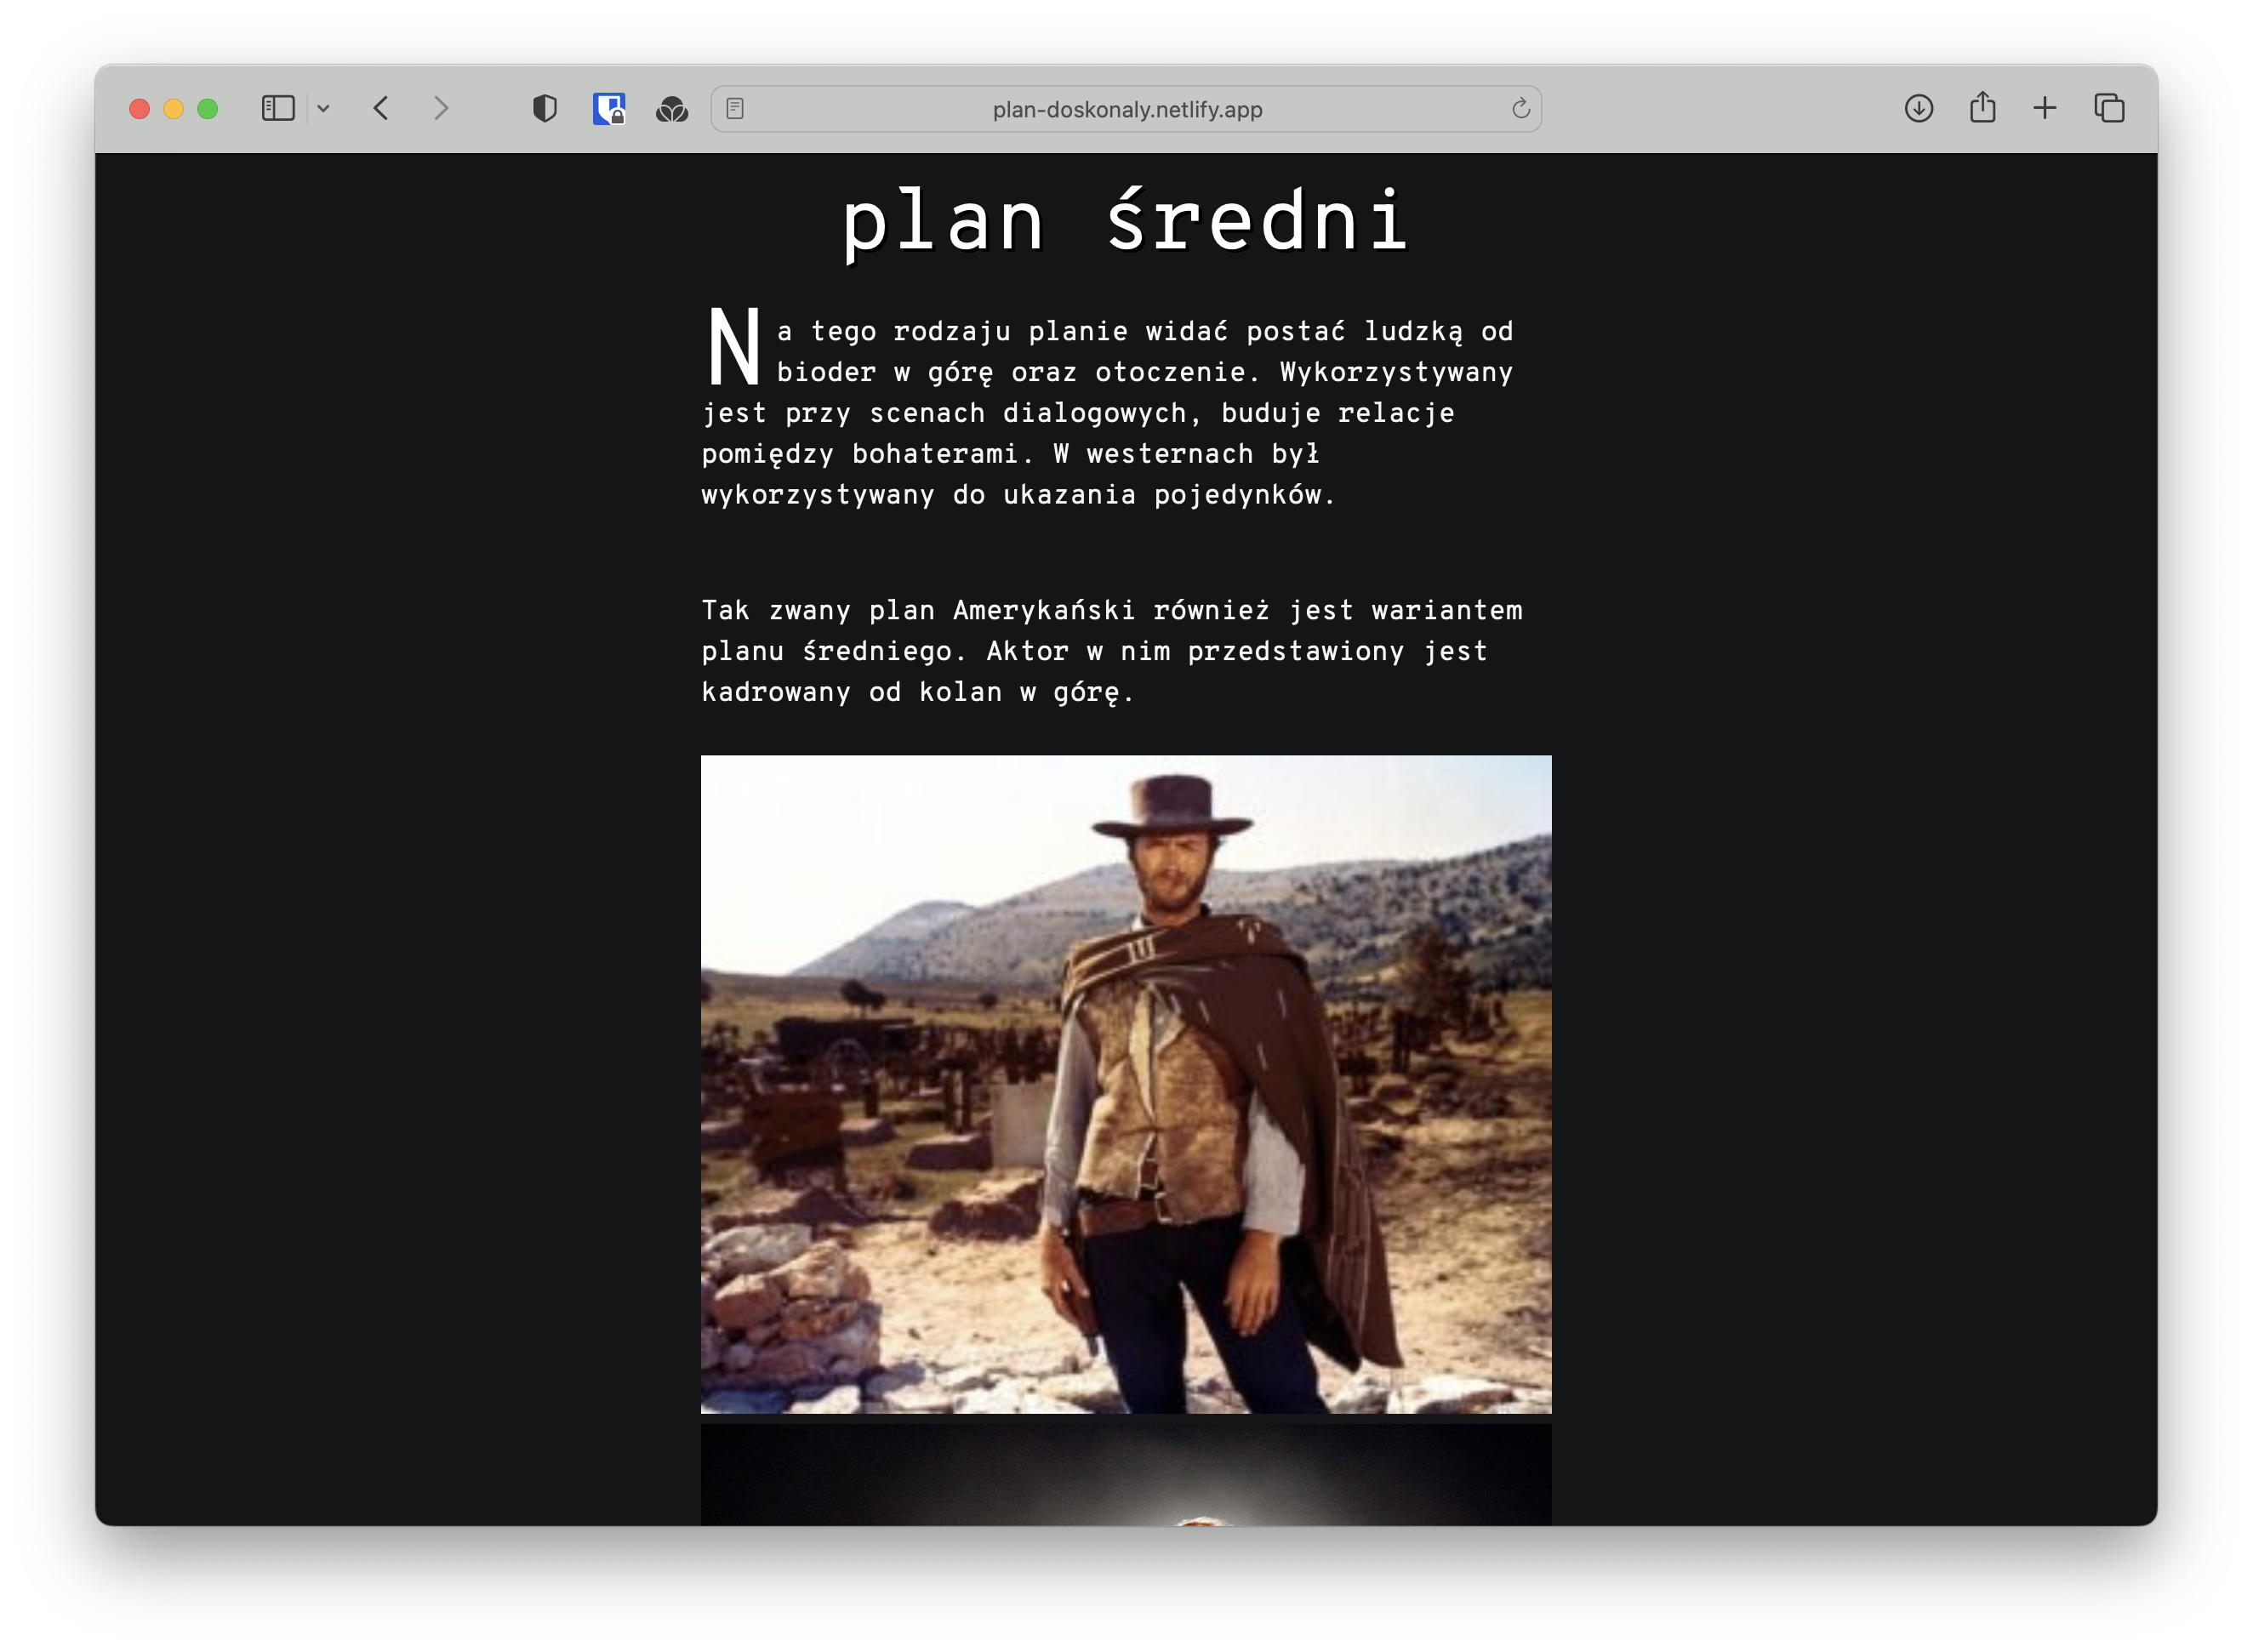 plan-doskonaly.netlify.app
plan średni
Na tego rodzaju planie widać postać ludzką od
bioder w górę oraz otoczenie. Wykorzystywany
jest przy scenach dialogowych, buduje relacje
pomiędzy bohaterami. W westernach był
wykorzystywany do ukazania pojedynków.
Tak zwany plan Amerykański również jest wariantem
planu średniego. Aktor w nim przedstawiony jest
kadrowany od kolan w górę.